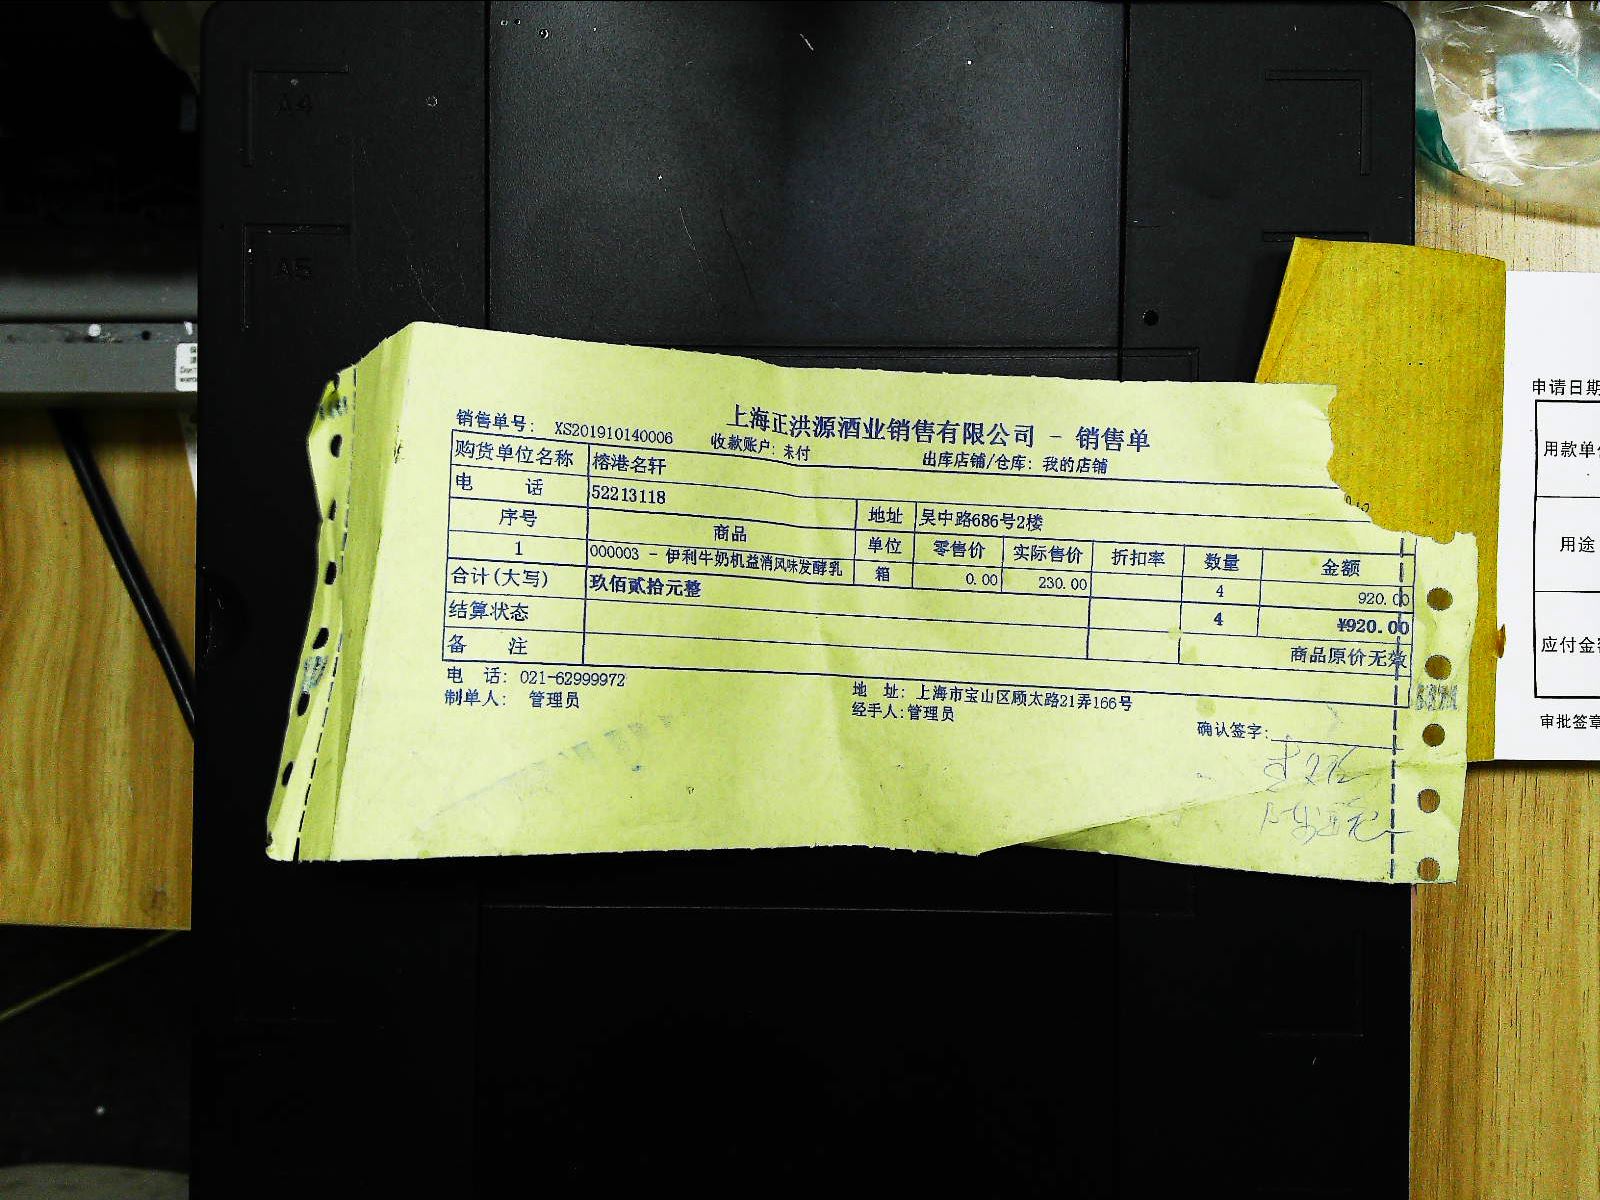 A4
A5
上海正洪源酒业销售有限公司 - 销售单
销售单号: XS201910140006 收款账户: 未付 出库店铺/仓库: 我的店铺
购货单位名称 榕港名轩
电 话 52213118 地址 吴中路686号2楼
序号 商品 单位 零售价 实际售价 折扣率 数量 金额
1 000003 - 伊利牛奶机益消风味发酵乳 箱 0.00 230.00 4 920.00
合计(大写) 玖佰贰拾元整 4 ¥920.00
结算状态 商品原价无效
备 注
电 话: 021-62999972 地 址: 上海市宝山区顾太路21弄166号
制单人: 管理员 经手人:管理员 确认签字:
申请日期
用款单位
用途
应付金
审批签章